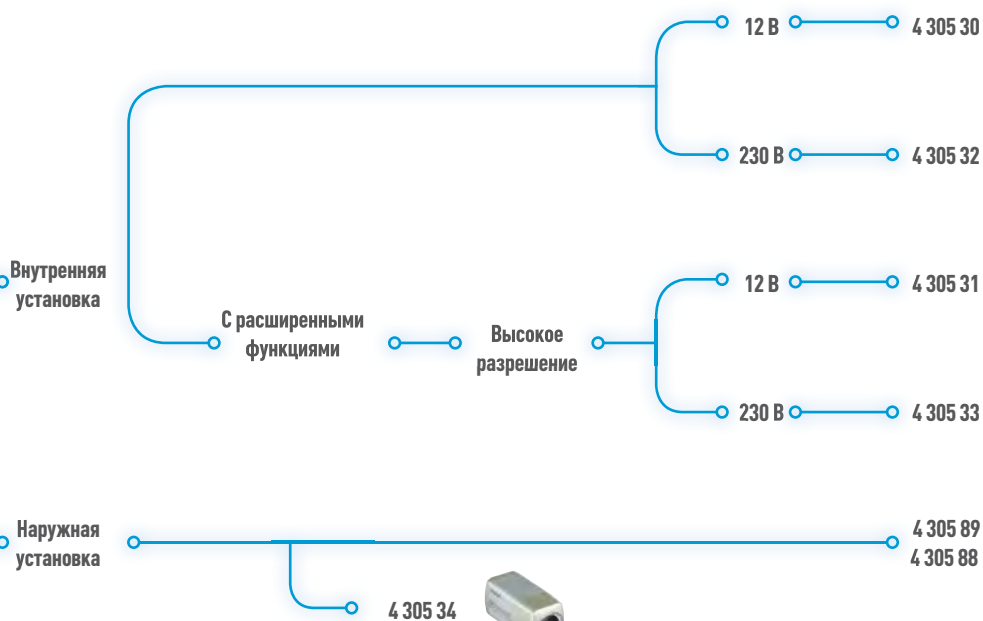 12 В
4 305 30
230 В
4 305 32
Внутренняя
установка
С расширенными
функциями
Высокое
разрешение
12 В
4 305 31
230 В
4 305 33
Наружная
установка
4 305 89
4 305 88
4 305 34